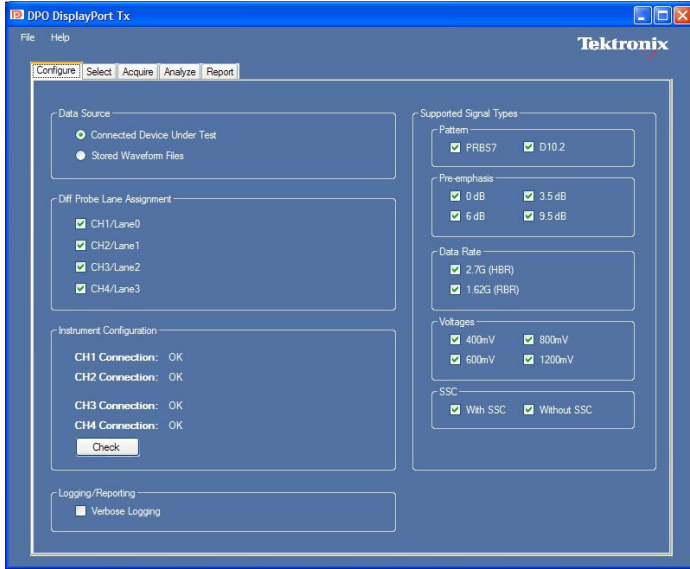 DPO DisplayPort Tx
File Help
Tektronix
Configure Select Acquire Analyze Report
Data Source
Connected Device Under Test
Stored Waveform Files
Diff Probe Lane Assignment
CH1/Lane0
CH2/Lane1
CH3/Lane2
CH4/Lane3
Instrument Configuration
CH1 Connection: OK
CH2 Connection: OK
CH3 Connection: OK
CH4 Connection: OK
Check
Logging/Reporting
Verbose Logging
Supported Signal Types
Pattern
PRBS7 D10.2
Pre-emphasis
0 dB 3.5 dB
6 dB 9.5 dB
Data Rate
2.7G (HBR)
1.62G (RBR)
Voltages
400mV 800mV
600mV 1200mV
SSC
With SSC Without SSC